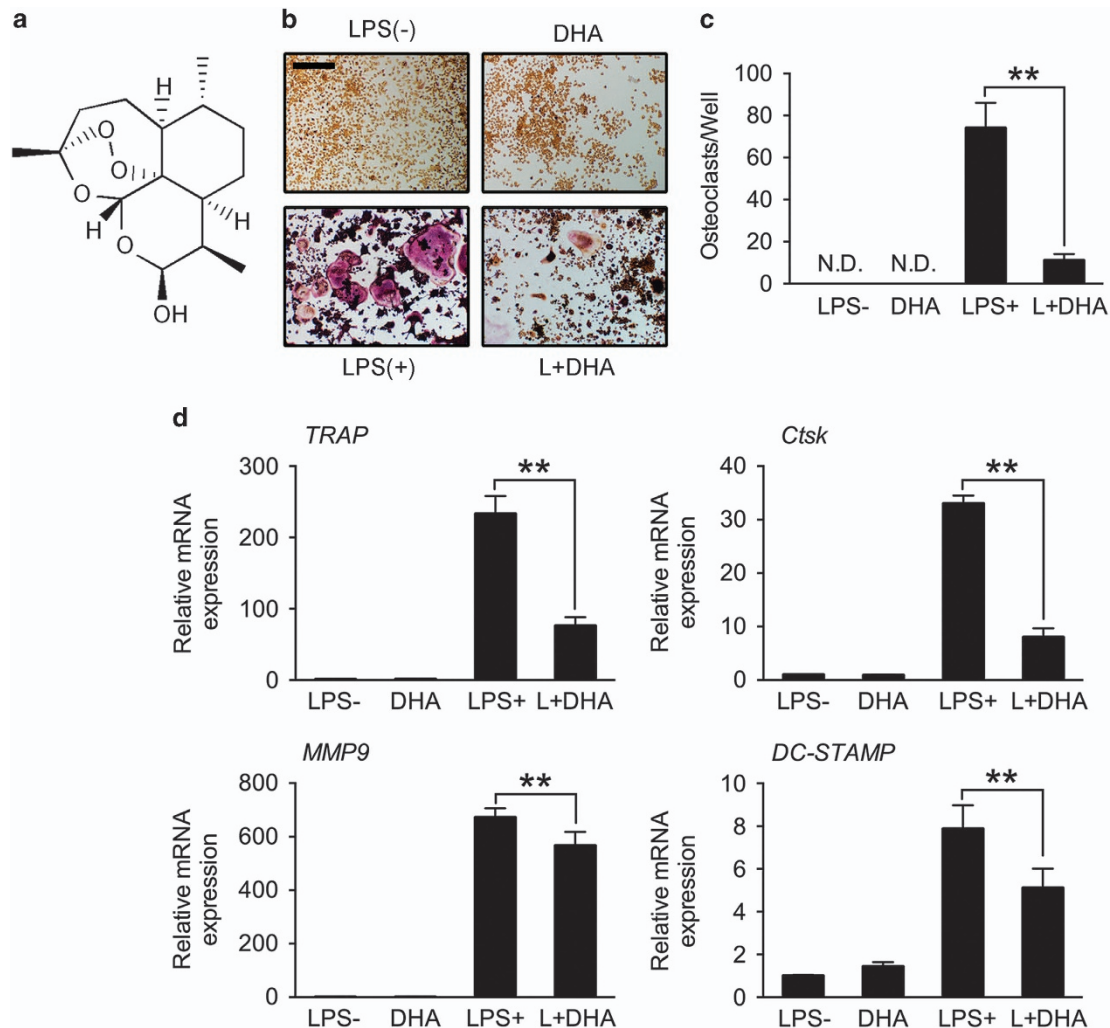 a
H
O
O
O
H
H
O
OH
b
LPS(-)
DHA
LPS(+)
L+DHA
c
Osteoclasts/Well
100
80
60
40
20
0
**
N.D.
N.D.
LPS-
DHA
LPS+
L+DHA
d
TRAP
Relative mRNA
expression
300
200
100
0
**
LPS-
DHA
LPS+
L+DHA
Ctsk
Relative mRNA
expression
40
30
20
10
0
**
LPS-
DHA
LPS+
L+DHA
MMP9
Relative mRNA
expression
800
600
400
200
0
**
LPS-
DHA
LPS+
L+DHA
DC-STAMP
Relative mRNA
expression
10
8
6
4
2
0
**
LPS-
DHA
LPS+
L+DHA